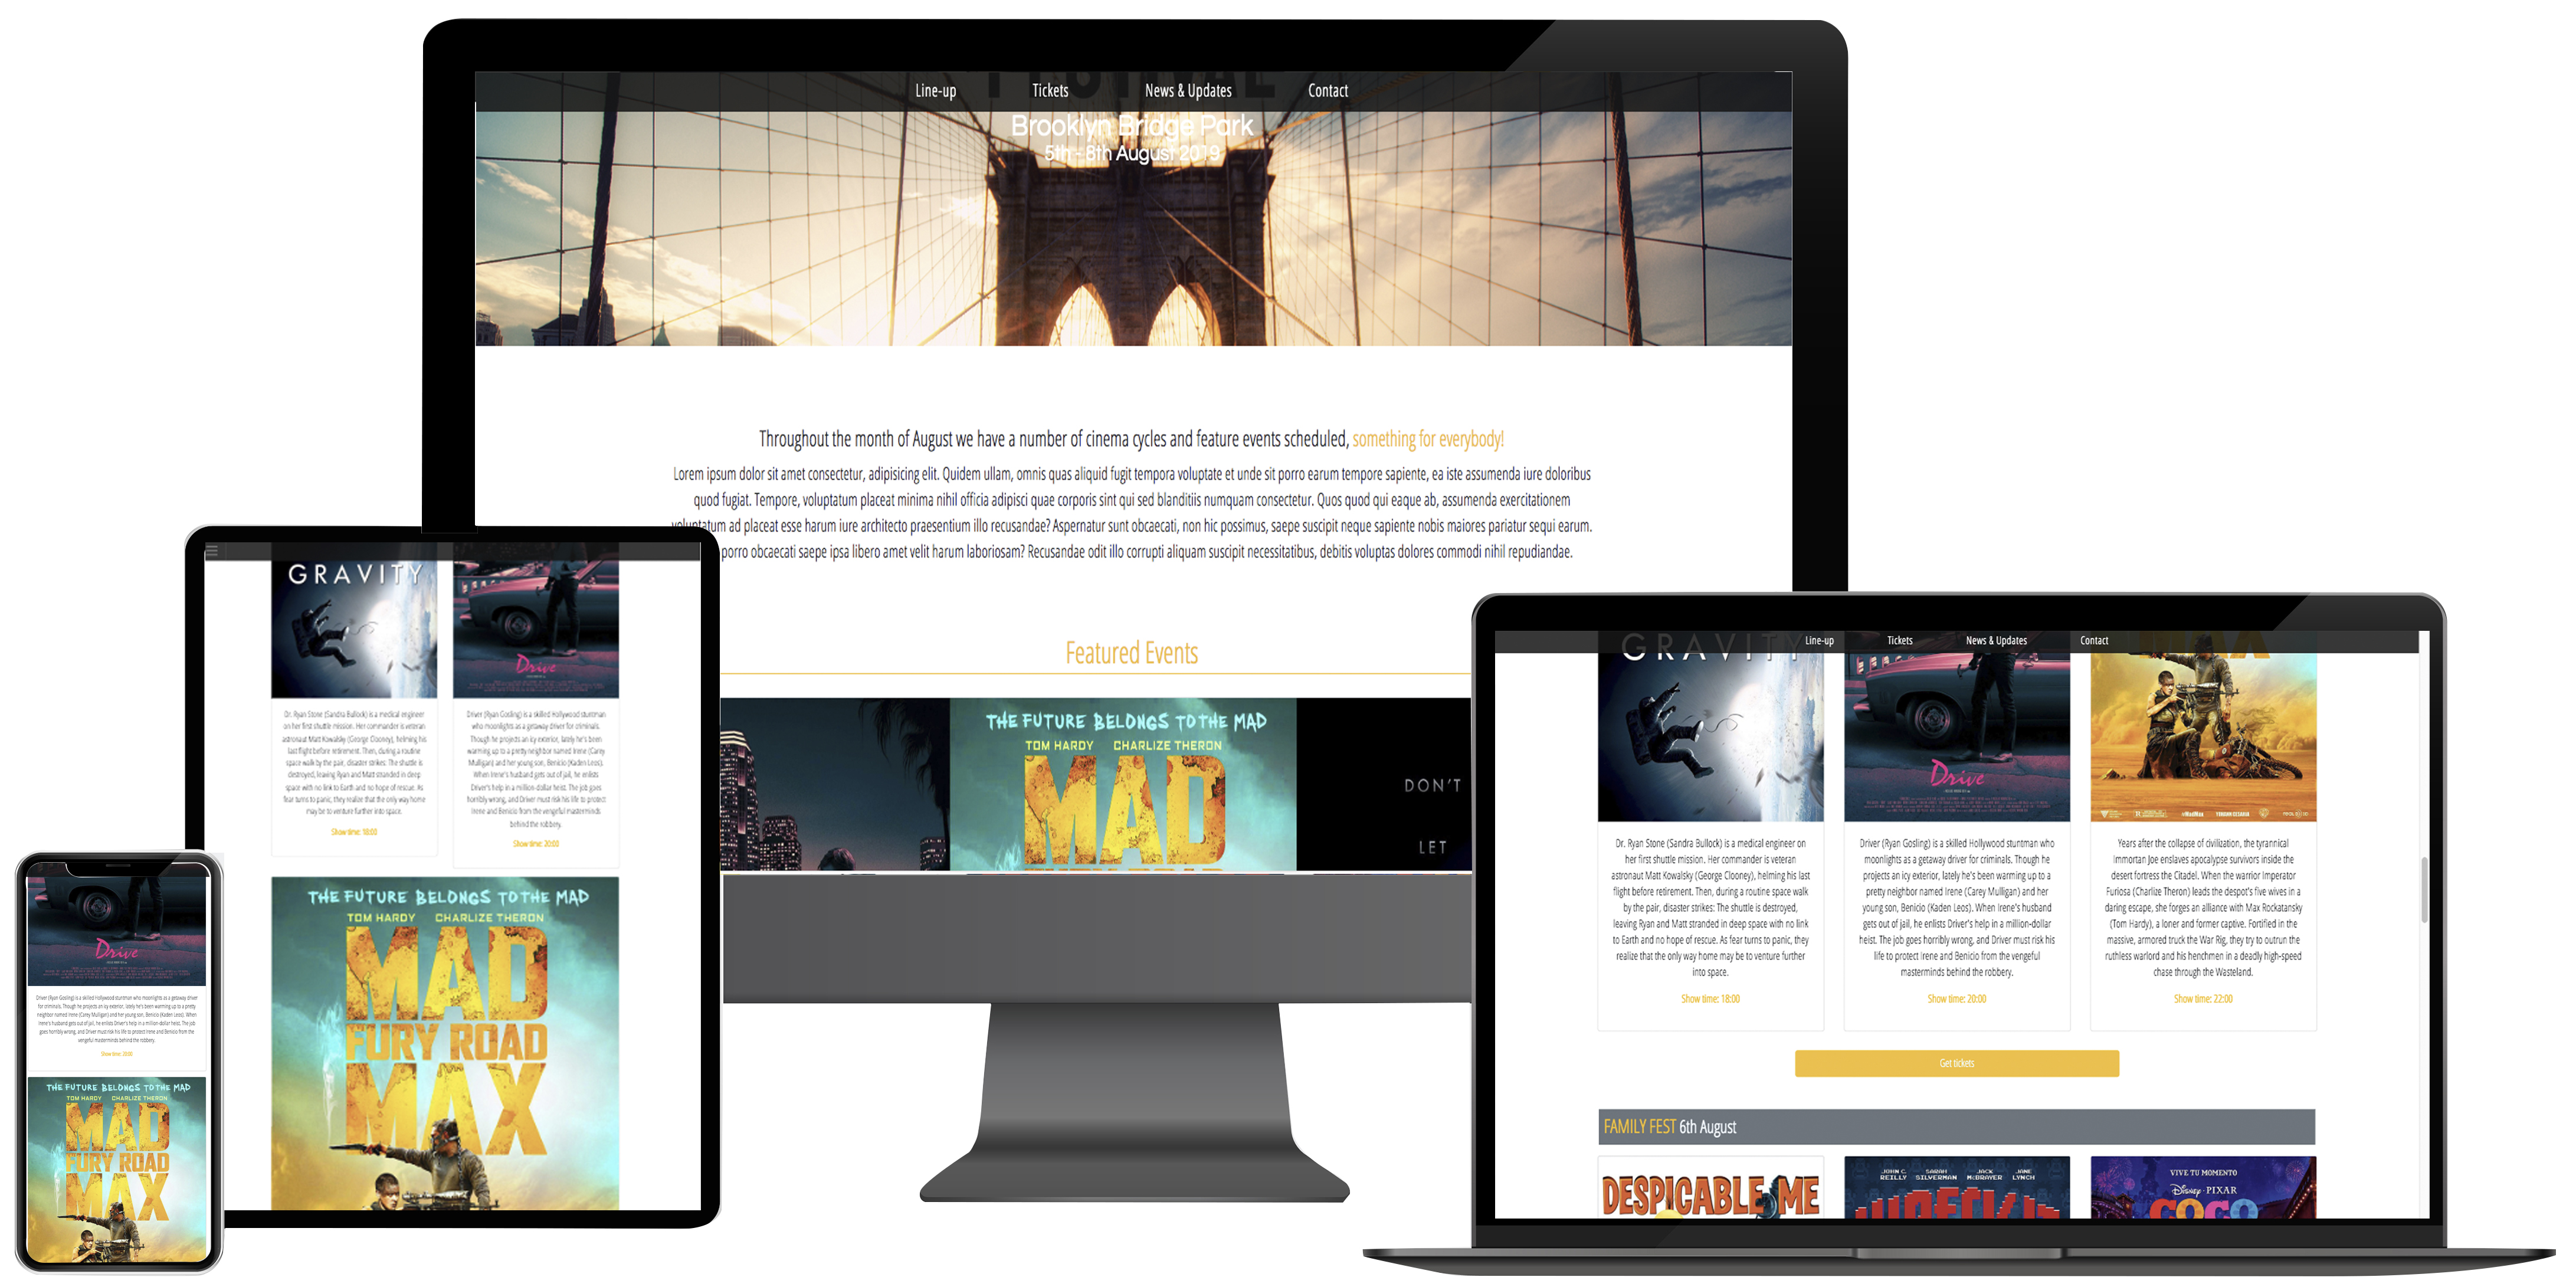 Line-up Tickets News & Updates Contact
Brooklyn Bridge Park
5th - 8th August 2019
Throughout the month of August we have a number of cinema cycles and feature events scheduled, something for everybody!
Lorem ipsum dolor sit amet consectetur, adipisicing elit. Quidem ullam, omnis quas aliquid fugit tempora voluptate et unde sit porro earum tempore sapiente, ea iste assumenda iure doloribus
quod fugiat. Tempore, voluptatum placeat minima nihil officia adipisci quae corporis sint qui sed blanditiis numquam consectetur. Quos quod qui eaque ab, assumenda exercitationem
voluptatum ad placeat esse harum iure architecto praesentium illo recusandae? Aspernatur sunt obcaecati, non hic possimus, saepe suscipit neque sapiente nobis maiores pariatur sequi earum.
porro obcaecati saepe ipsa libero amet velit harum laboriosam? Recusandae odit illo corrupti aliquam suscipit necessitatibus, debitis voluptas dolores commodi nihil repudiandae.
Featured Events
THE FUTURE BELONGS TO THE MAD
TOM HARDY CHARLIZE THERON
MAD
DON'T
LET
GRAVITY
Drive
Dr. Ryan Stone (Sandra Bullock) is a medical engineer
on her first shuttle mission. Her commander is veteran
astronaut Matt Kowalsky (George Clooney), helming his
last flight before retirement. Then, during a routine
space walk by the pair, disaster strikes: The shuttle is
destroyed, leaving Ryan and Matt stranded in deep
space with no link to Earth and no hope of rescue. As
fear turns to panic, they realize that the only way home
may be to venture further into space.
Show time: 18:00
Driver (Ryan Gosling) is a skilled Hollywood stuntman
who moonlights as a getaway driver for criminals.
Though he projects an icy exterior, lately he's been
warming up to a pretty neighbor named Irene (Carey
Mulligan) and her young son, Benicio (Kaden Leos).
When Irene's husband gets out of jail, he enlists
Driver's help in a million-dollar heist. The job goes
horribly wrong, and Driver must risk his life to protect
Irene and Benicio from the vengeful masterminds
behind the robbery.
Show time: 20:00
THE FUTURE BELONGS TO THE MAD
TOM HARDY CHARLIZE THERON
MAD
FURY ROAD
MAX
Drive
Driver (Ryan Gosling) is a skilled Hollywood stuntman who moonlights as a getaway driver
for criminals. Though he projects an icy exterior, lately he's been warming up to a pretty
neighbor named Irene (Carey Mulligan) and her young son, Benicio (Kaden Leos). When
Irene's husband gets out of jail, he enlists Driver's help in a million-dollar heist. The job
goes horribly wrong, and Driver must risk his life to protect Irene and Benicio from the
vengeful masterminds behind the robbery.
Show time: 20:00
THE FUTURE BELONGS TO THE MAD
TOM HARDY CHARLIZE THERON
MAD
FURY ROAD
MAX
Line-up Tickets News & Updates Contact
GRAVITY
Drive
Dr. Ryan Stone (Sandra Bullock) is a medical engineer on
her first shuttle mission. Her commander is veteran
astronaut Matt Kowalsky (George Clooney), helming his last
flight before retirement. Then, during a routine space walk
by the pair, disaster strikes: The shuttle is destroyed,
leaving Ryan and Matt stranded in deep space with no link
to Earth and no hope of rescue. As fear turns to panic, they
realize that the only way home may be to venture further
into space.
Show time: 18:00
Driver (Ryan Gosling) is a skilled Hollywood stuntman who
moonlights as a getaway driver for criminals. Though he
projects an icy exterior, lately he's been warming up to a
pretty neighbor named Irene (Carey Mulligan) and her
young son, Benicio (Kaden Leos). When Irene's husband
gets out of jail, he enlists Driver's help in a million-dollar
heist. The job goes horribly wrong, and Driver must risk his
life to protect Irene and Benicio from the vengeful
masterminds behind the robbery.
Show time: 20:00
Years after the collapse of civilization, the tyrannical
Immortan Joe enslaves apocalypse survivors inside the
desert fortress the Citadel. When the warrior Imperator
Furiosa (Charlize Theron) leads the despot's five wives in a
daring escape, she forges an alliance with Max Rockatansky
(Tom Hardy), a loner and former captive. Fortified in the
massive, armored truck the War Rig, they try to outrun the
ruthless warlord and his henchmen in a deadly high-speed
chase through the Wasteland.
Show time: 22:00
Get tickets
FAMILY FEST 6th August
DESPICABLE ME
JOHN C. REILLY SARAH SILVERMAN JACK McBRAYER JANE LYNCH
VIVE TU MOMENTO
Disney PIXAR
COCO